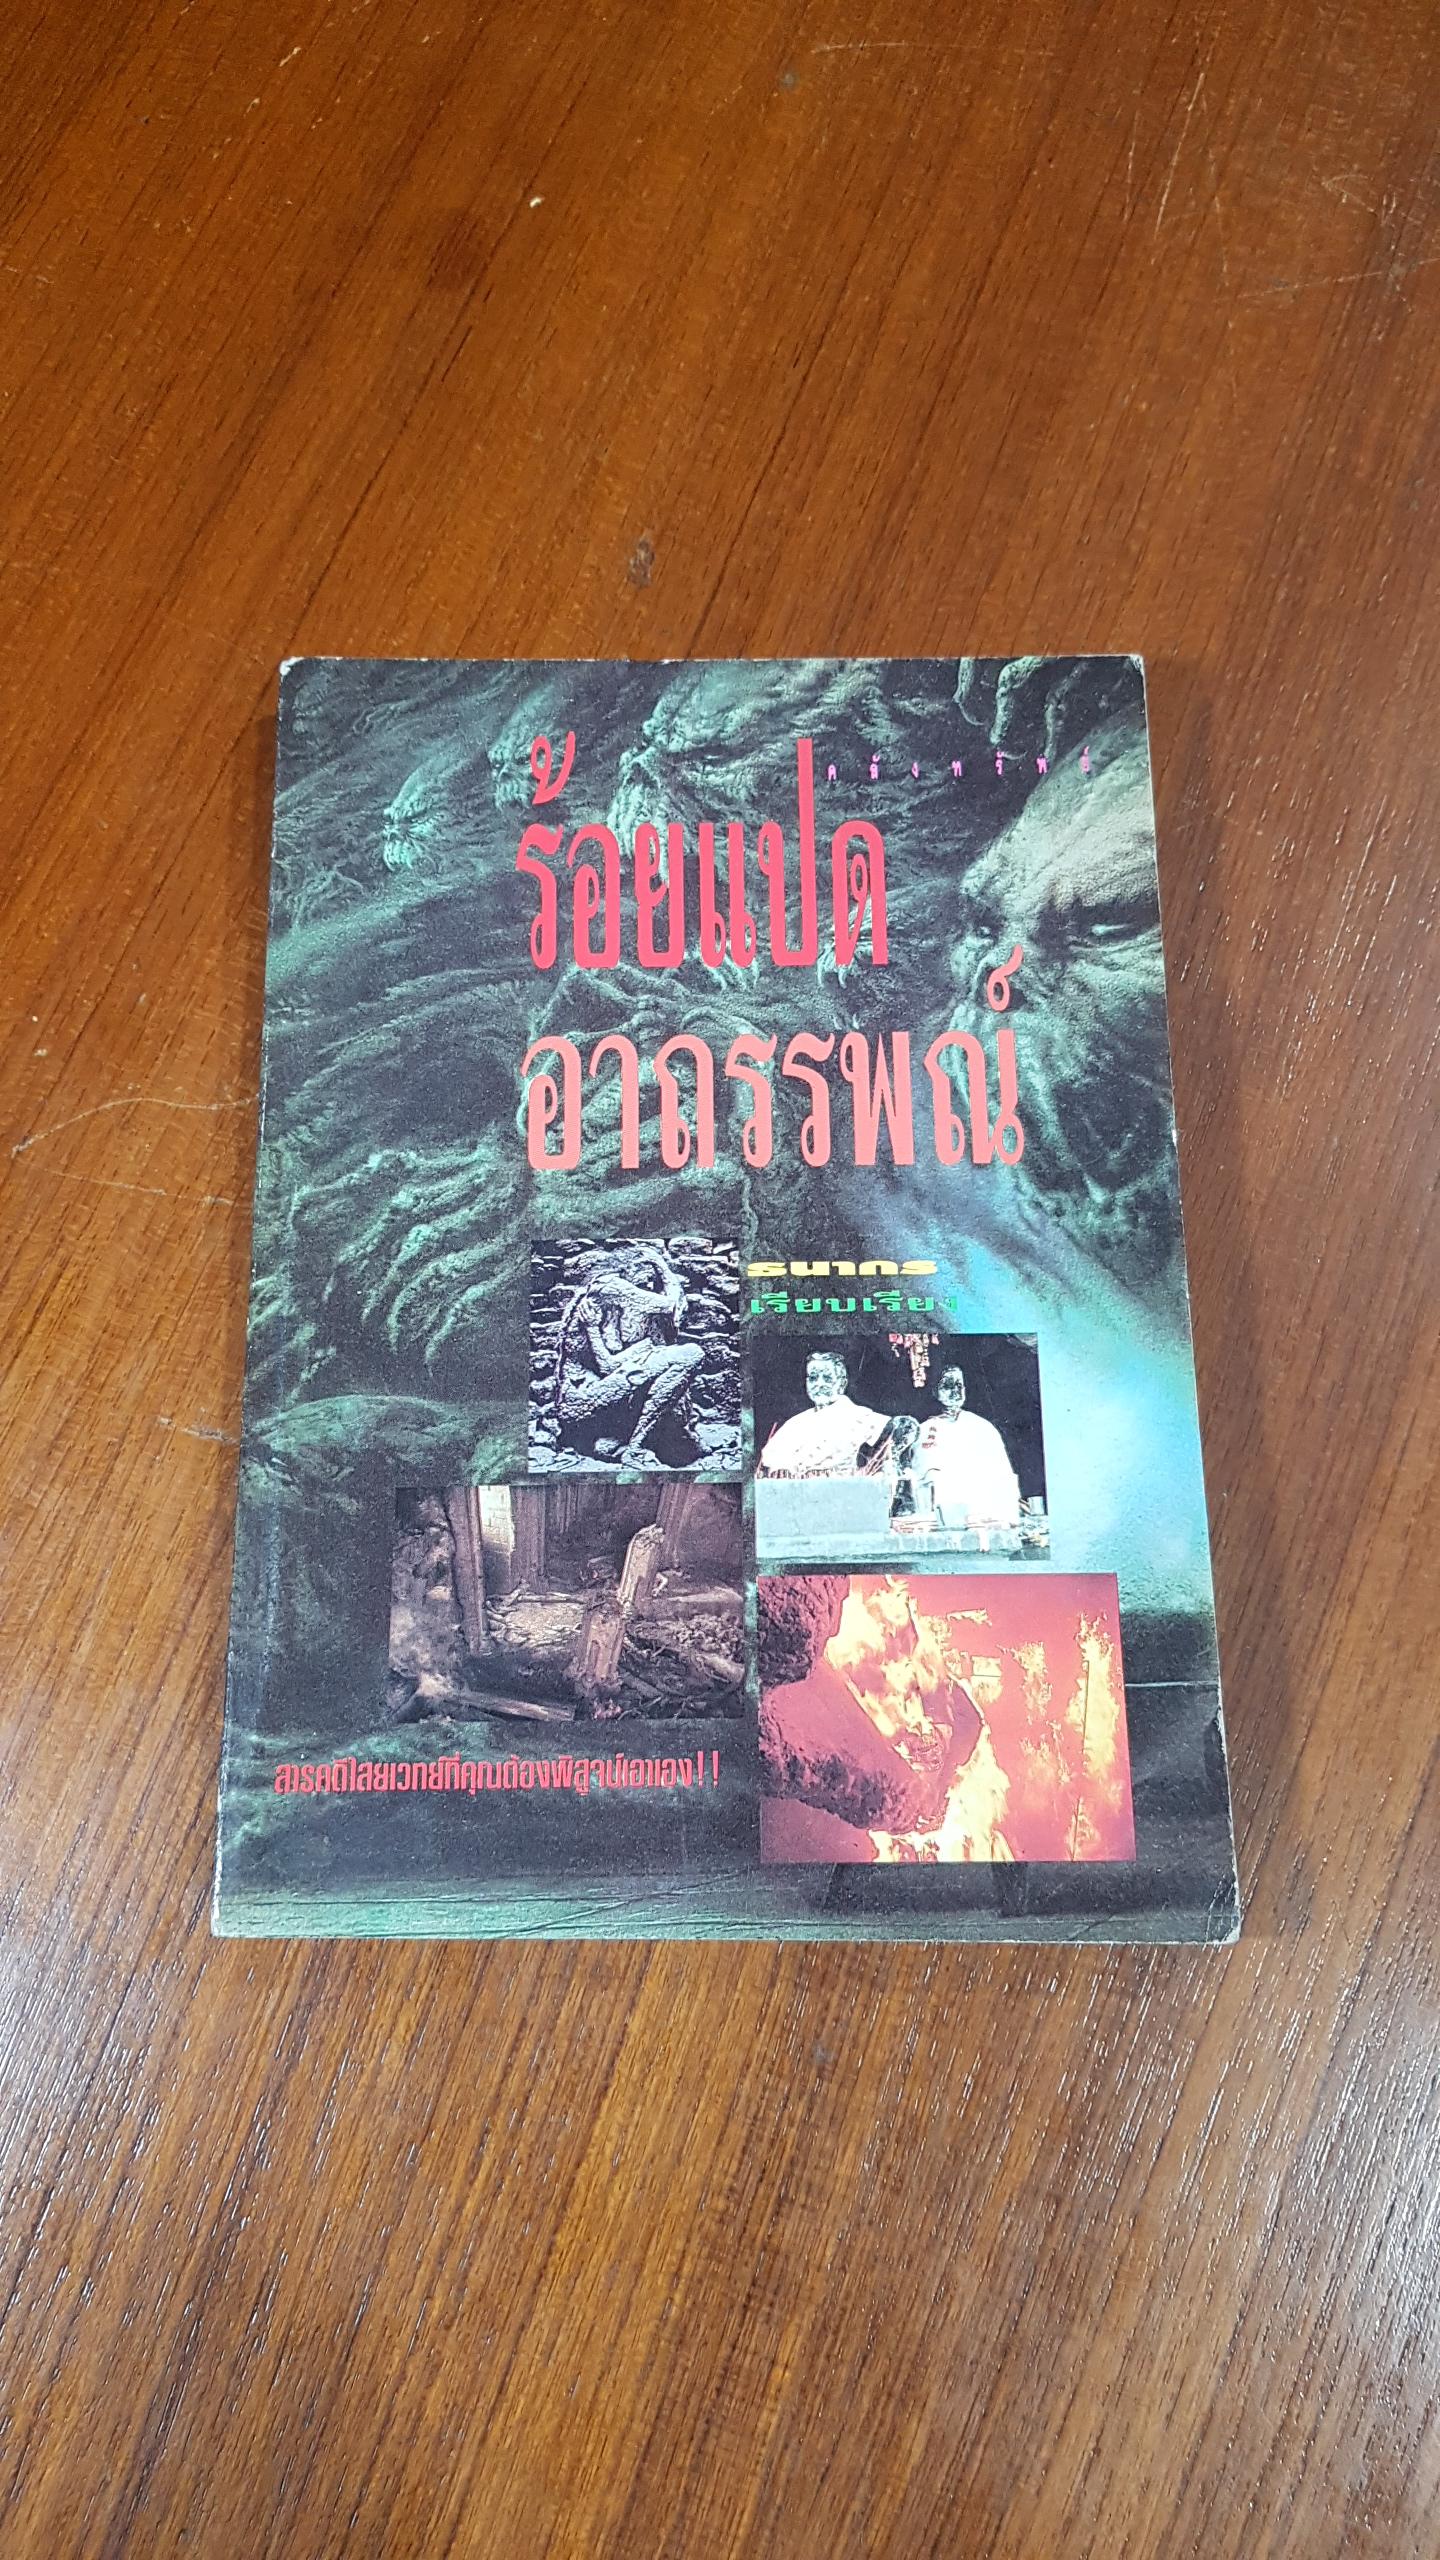 คลังทรัพย์
ร้อยแปด
อาถรรพณ์
ธนากร
เรียบเรียง
สารคดีไสยเวทย์ที่คุณต้องพิสูจน์เอาเอง!!